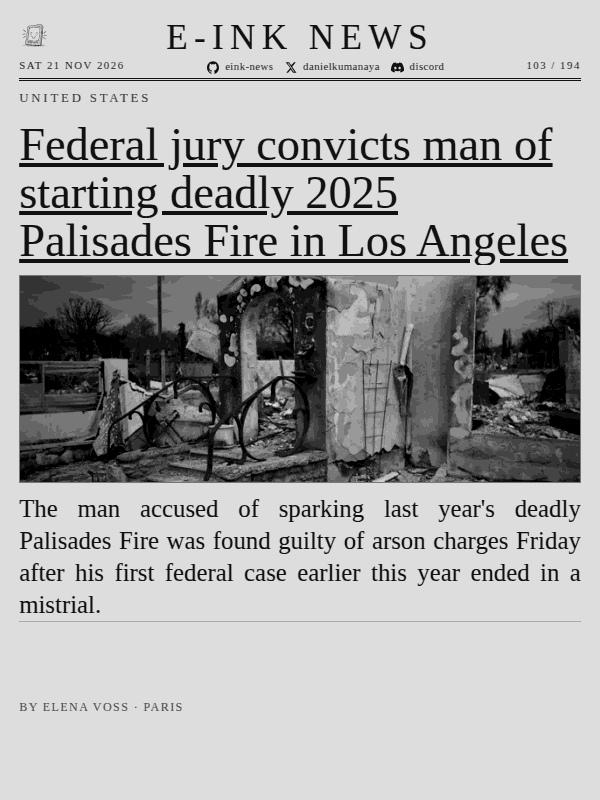 E-INK NEWS
SAT 21 NOV 2026
eink-news
danielkumanaya
discord
103 / 194
UNITED STATES
Federal jury convicts man of
starting deadly 2025
Palisades Fire in Los Angeles
The man accused of sparking last year's deadly
Palisades Fire was found guilty of arson charges Friday
after his first federal case earlier this year ended in a
mistrial.
BY ELENA VOSS · PARIS